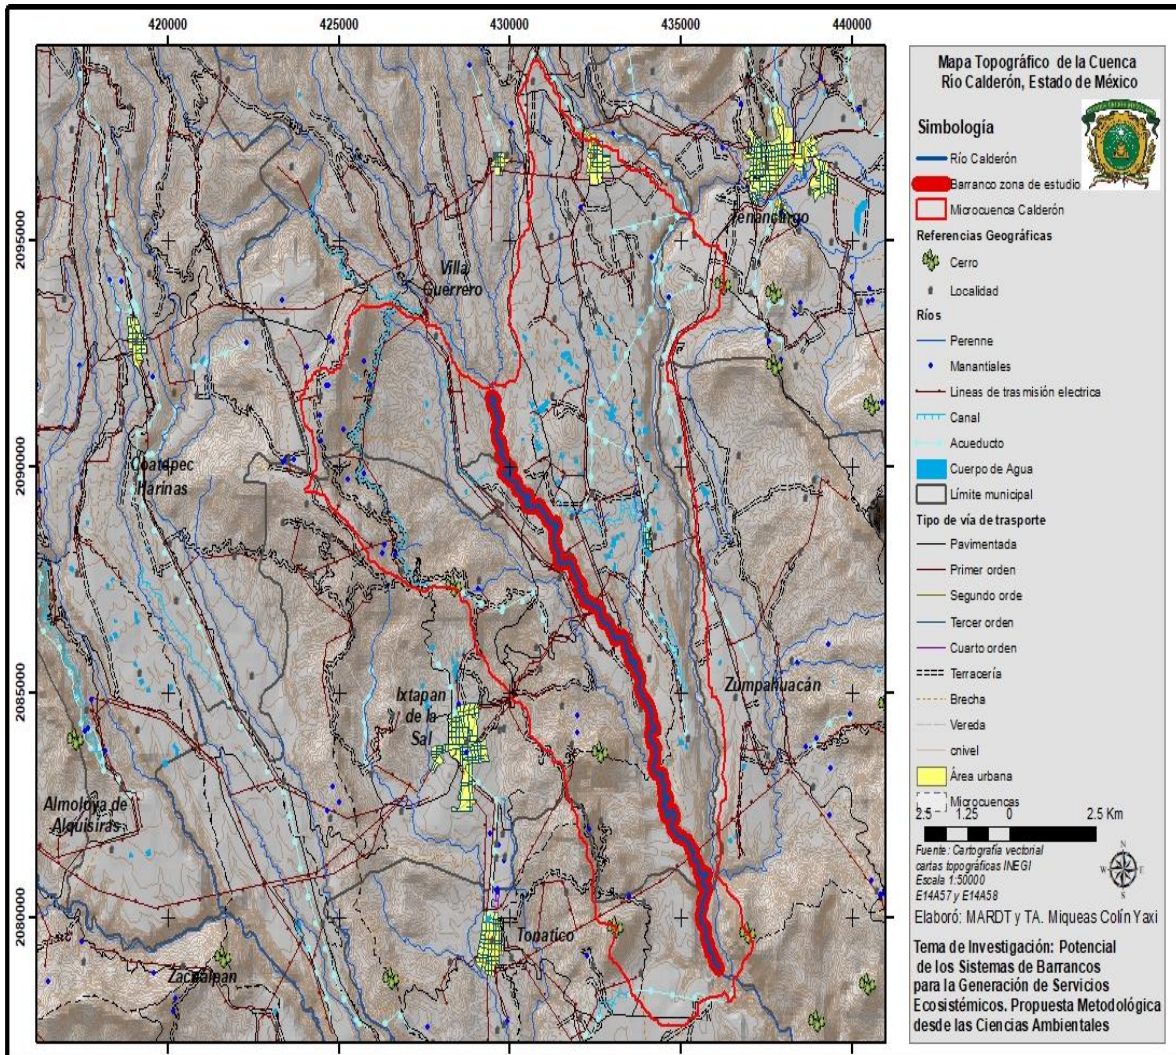 420000 425000 430000 435000 440000
2095000
2090000
2085000
2080000
Tenancingo
Villa
Guerrero
Coatepec
Harinas
Ixtapan
de la
Sal
Zumpahuacán
Almoloya de
Alquisiras
Tonatico
Zacualpan
Mapa Topográfico de la Cuenca
Río Calderón, Estado de México
Simbología
Río Calderón
Barranco zona de estudio
Microcuenca Calderón
Referencias Geográficas
Cerro
Localidad
Ríos
Perenne
Manantiales
Lineas de trasmisión electrica
Canal
Acueducto
Cuerpo de Agua
Límite municipal
Tipo de vía de trasporte
Pavimentada
Primer orden
Segundo orde
Tercer orden
Cuarto orden
Terracería
Brecha
Vereda
cnivel
Área urbana
Microcuencas
2.5 1.25 0 2.5 Km
Fuente: Cartografía vectorial
cartas topográficas INEGI
Escala 1:50000
E14A57 y E14A58
N
W E
S
Elaboró: MARDT y TA. Miqueas Colín Yaxi
Tema de Investigación: Potencial
de los Sistemas de Barrancos
para la Generación de Servicios
Ecosistémicos. Propuesta Metodológica
desde las Ciencias Ambientales